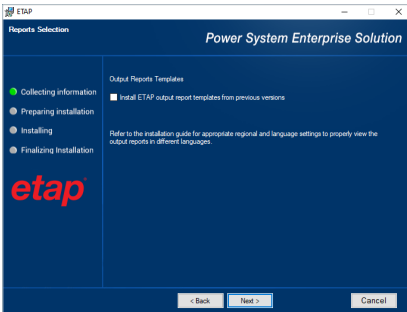 ETAP
Reports Selection
Power System Enterprise Solution
Output Reports Templates
Install ETAP output report templates from previous versions
Refer to the installation guide for appropriate regional and language settings to properly view the
output reports in different languages.
Collecting information
Preparing installation
Installing
Finalizing Installation
etap
< Back
Next >
Cancel